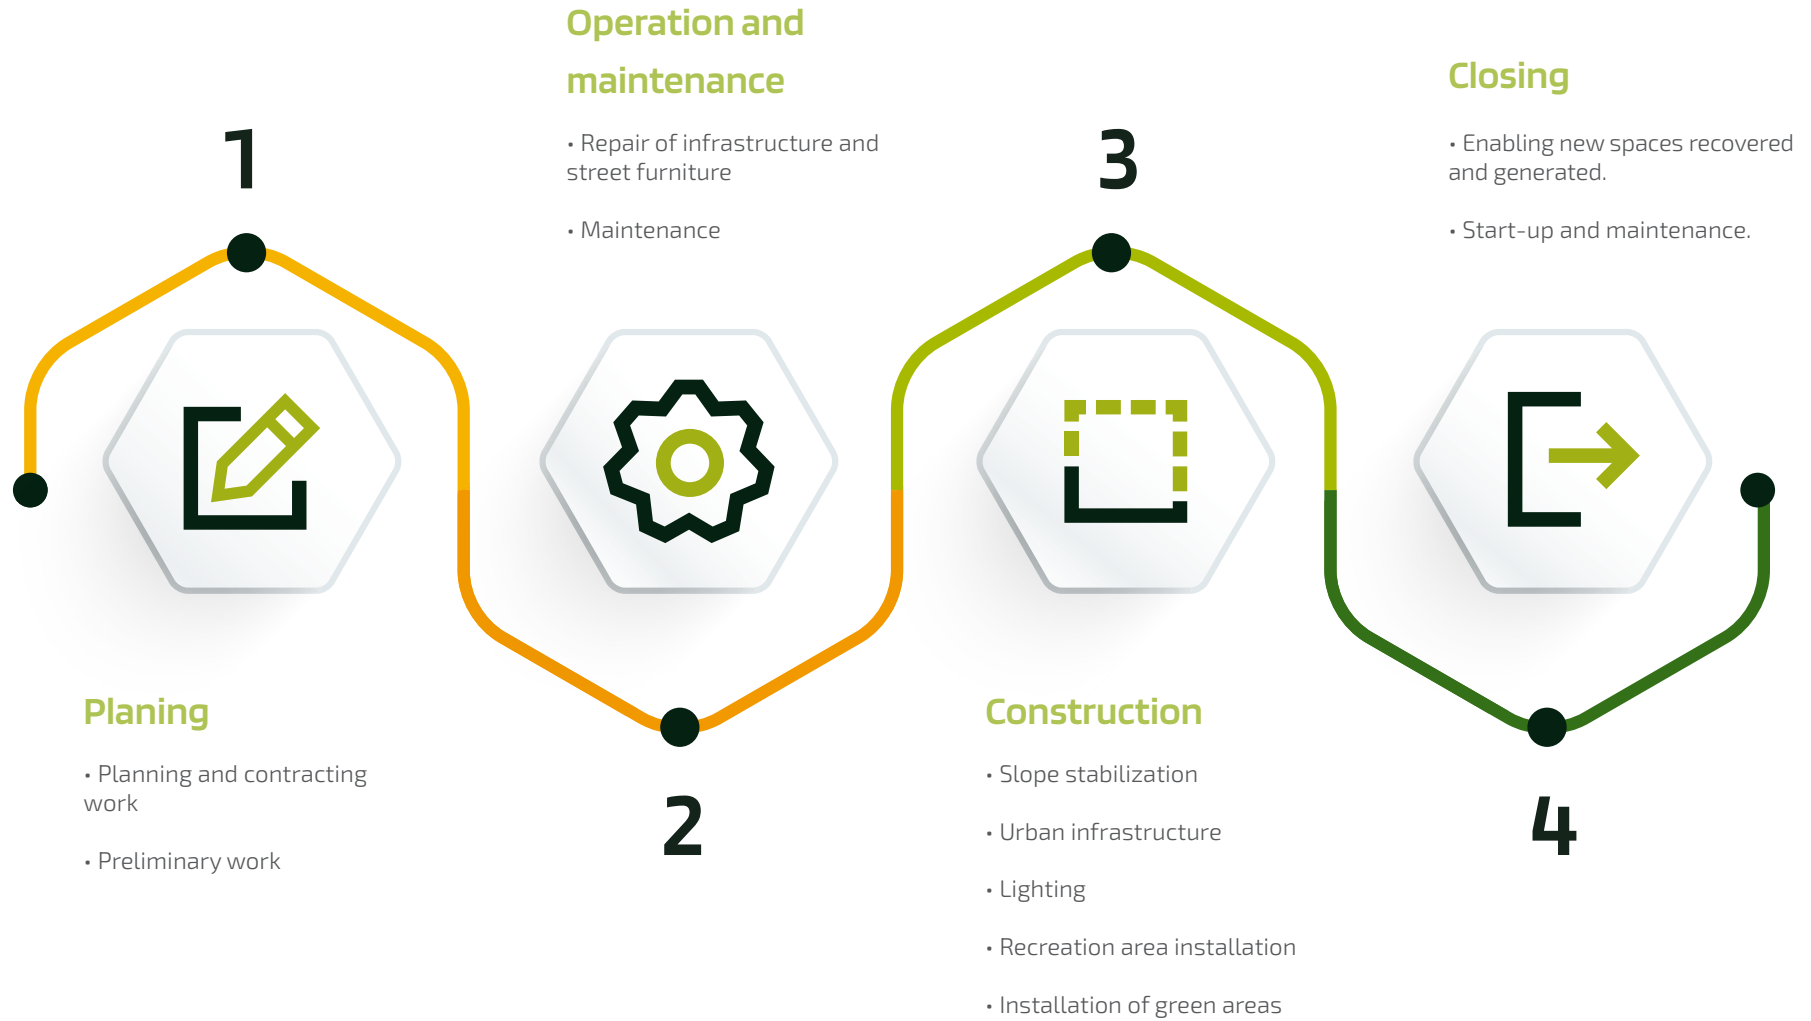 1
Planing
• Planning and contracting
work
• Preliminary work
Operation and
maintenance
• Repair of infrastructure and
street furniture
• Maintenance
2
3
Construction
• Slope stabilization
• Urban infrastructure
• Lighting
• Recreation area installation
• Installation of green areas
Closing
• Enabling new spaces recovered
and generated.
• Start-up and maintenance.
4